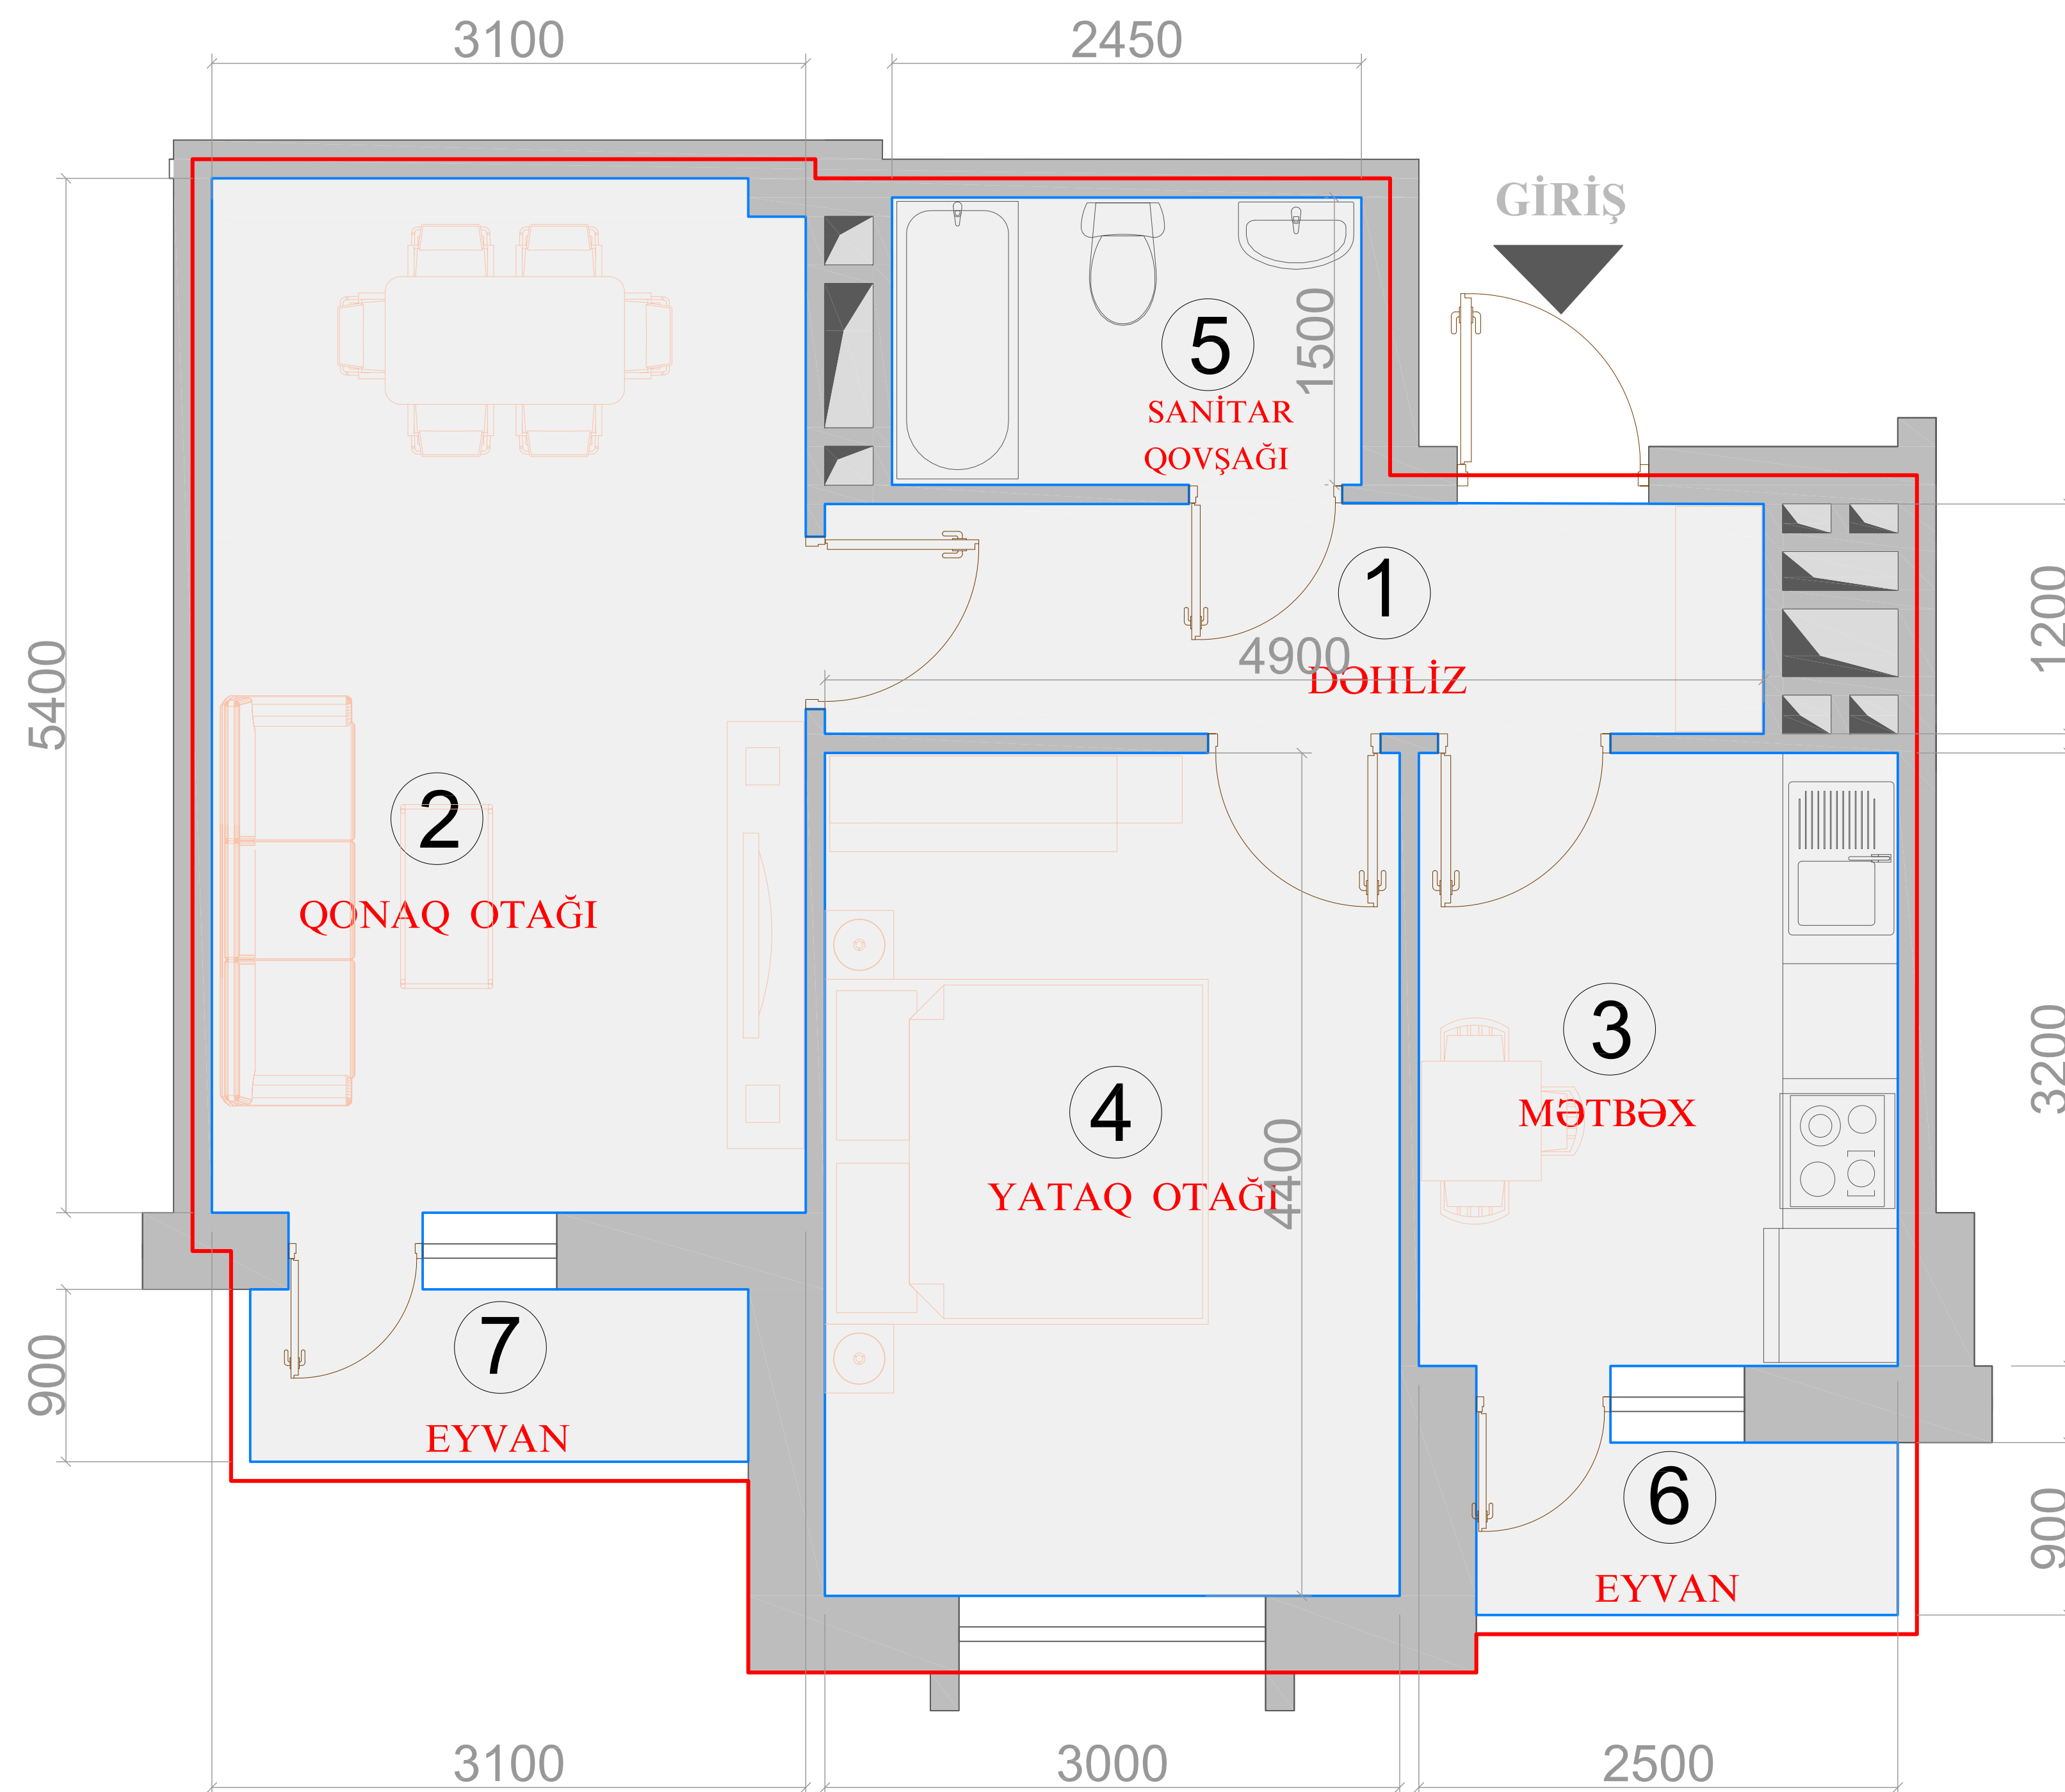 3100
2450
GİRİŞ
5
1500
SANİTAR
QOVŞAĞI
1
1200
4900
DƏHLİZ
5400
2
QONAQ OTAĞI
3
3200
MƏTBƏX
4
4400
YATAQ OTAĞI
7
900
EYVAN
6
900
EYVAN
3100
3000
2500